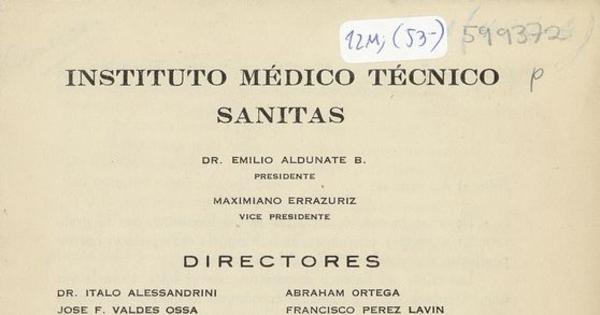 12M; (53-) 599372
INSTITUTO MÉDICO TÉCNICO p
SANITAS
DR. EMILIO ALDUNATE B.
PRESIDENTE
MAXIMIANO ERRAZURIZ
VICE PRESIDENTE
DIRECTORES
DR. ITALO ALESSANDRINI ABRAHAM ORTEGA
JOSE F. VALDES OSSA FRANCISCO PEREZ LAVIN